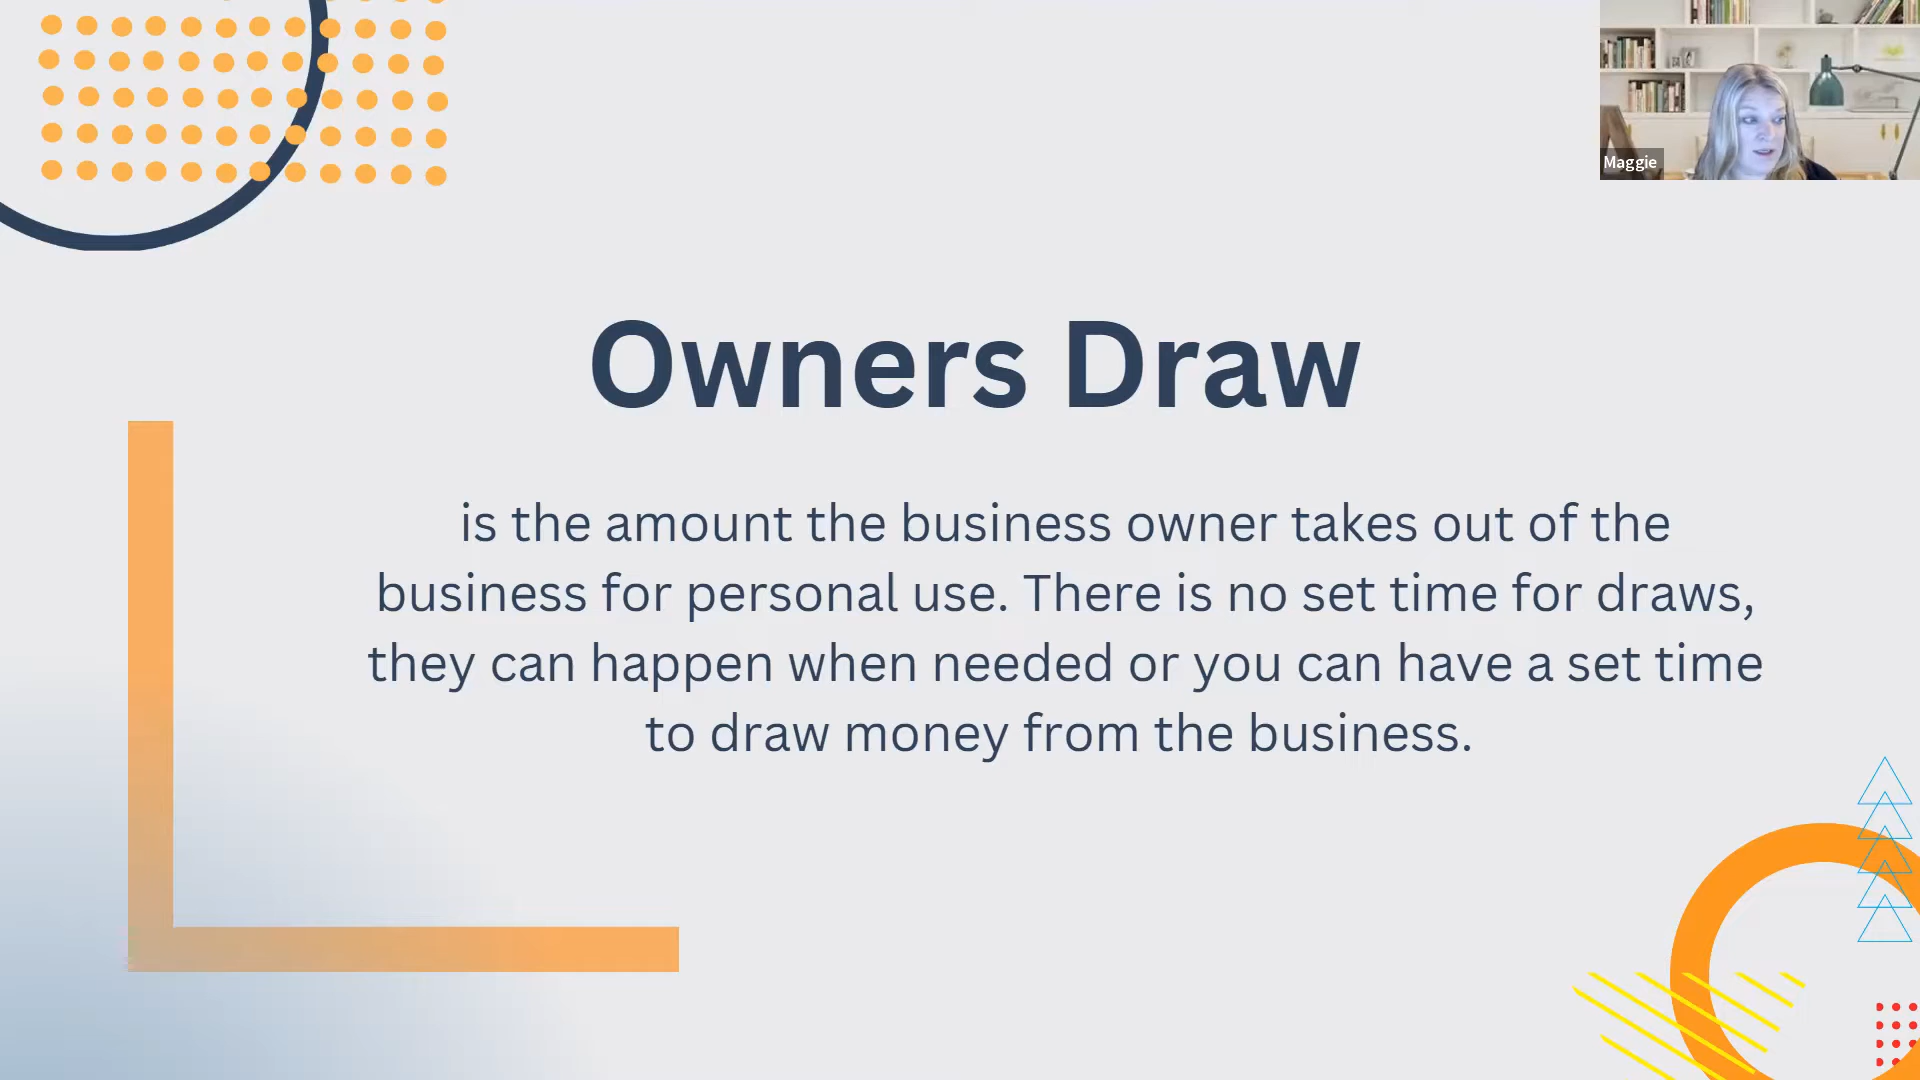 Maggie
Owners Draw
is the amount the business owner takes out of the
business for personal use. There is no set time for draws,
they can happen when needed or you can have a set time
to draw money from the business.